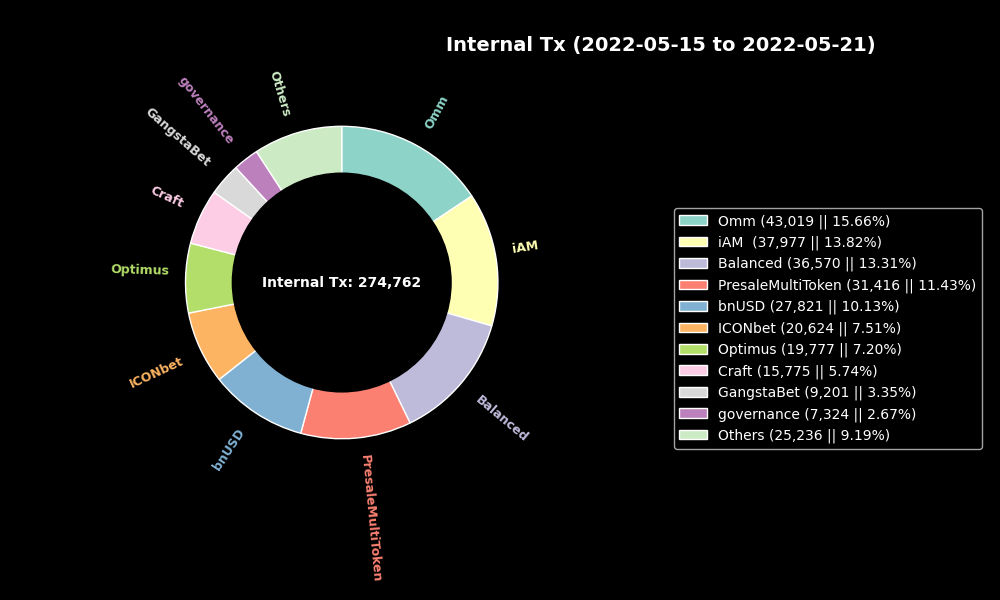 Internal Tx (2022-05-15 to 2022-05-21)
Others
Omm
governance
GangstaBet
Craft
iAM
Optimus
Internal Tx: 274,762
ICONbet
Balanced
bnUSD
PresaleMultiToken
Omm (43,019 || 15.66%)
iAM  (37,977 || 13.82%)
Balanced (36,570 || 13.31%)
PresaleMultiToken (31,416 || 11.43%)
bnUSD (27,821 || 10.13%)
ICONbet (20,624 || 7.51%)
Optimus (19,777 || 7.20%)
Craft (15,775 || 5.74%)
GangstaBet (9,201 || 3.35%)
governance (7,324 || 2.67%)
Others (25,236 || 9.19%)